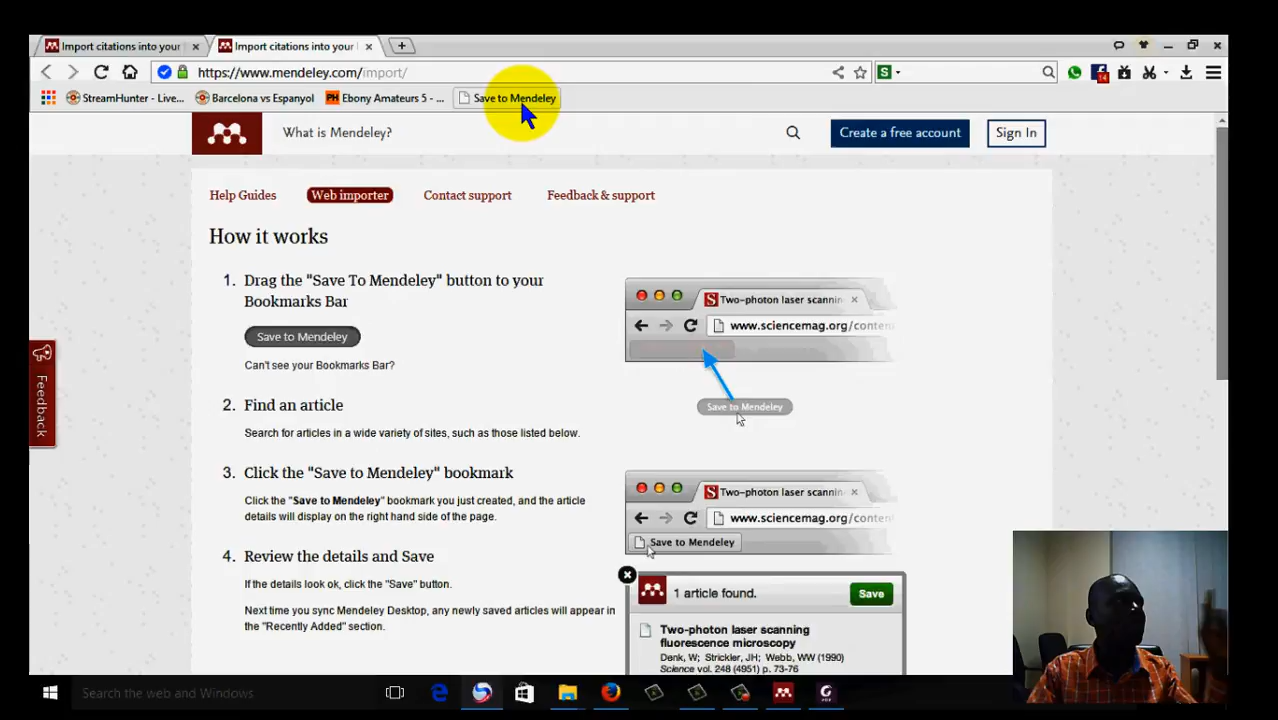 Import citations into your
Import citations into your
https://www.mendeley.com/import/
S
14
StreamHunter - Live...
Barcelona vs Espanyol
PH Ebony Amateurs 5 - ...
Save to Mendeley
What is Mendeley?
Create a free account
Sign In
Help Guides
Web importer
Contact support
Feedback & support
How it works
1. Drag the "Save To Mendeley" button to your
Bookmarks Bar
Save to Mendeley
Can't see your Bookmarks Bar?
2. Find an article
Search for articles in a wide variety of sites, such as those listed below.
3. Click the "Save to Mendeley" bookmark
Click the "Save to Mendeley" bookmark you just created, and the article
details will display on the right hand side of the page.
4. Review the details and Save
If the details look ok, click the "Save" button.
Next time you sync Mendeley Desktop, any newly saved articles will appear in
the "Recently Added" section.
S Two-photon laser scannin
www.sciencemag.org/conten
Save to Mendeley
S Two-photon laser scannin
www.sciencemag.org/conten
Save to Mendeley
1 article found.
Save
Two-photon laser scanning
fluorescence microscopy
Denk, W; Strickler, JH; Webb, WW (1990)
Science vol. 248 (4951) p. 73-76
Feedback
Search the web and Windows